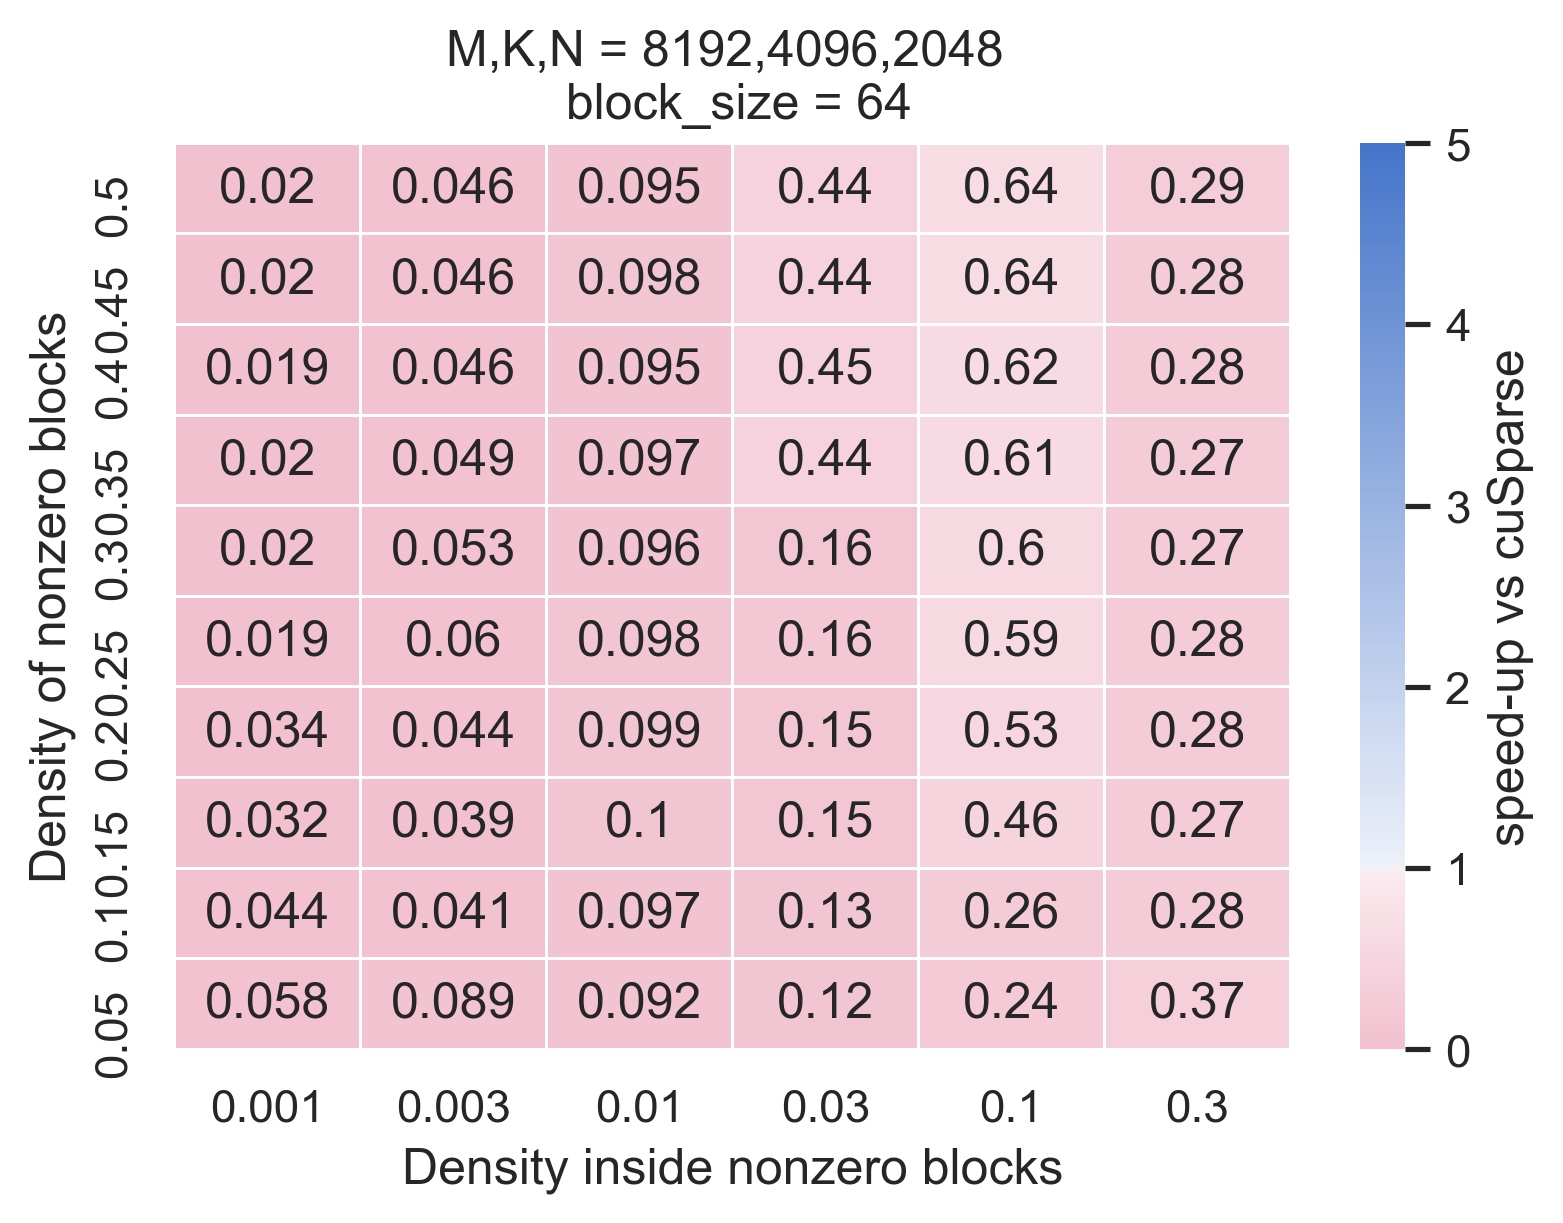 M,K,N = 8192,4096,2048
block_size = 64
0.5 0.02 0.046 0.095 0.44 0.64 0.29
0.45 0.02 0.046 0.098 0.44 0.64 0.28
0.4 0.019 0.046 0.095 0.45 0.62 0.28
0.35 0.02 0.049 0.097 0.44 0.61 0.27
0.3 0.02 0.053 0.096 0.16 0.6 0.27
0.25 0.019 0.06 0.098 0.16 0.59 0.28
0.2 0.034 0.044 0.099 0.15 0.53 0.28
0.15 0.032 0.039 0.1 0.15 0.46 0.27
0.1 0.044 0.041 0.097 0.13 0.26 0.28
0.05 0.058 0.089 0.092 0.12 0.24 0.37
0.001 0.003 0.01 0.03 0.1 0.3
Density inside nonzero blocks
Density of nonzero blocks
5
4
3
2
1
0
speed-up vs cuSparse